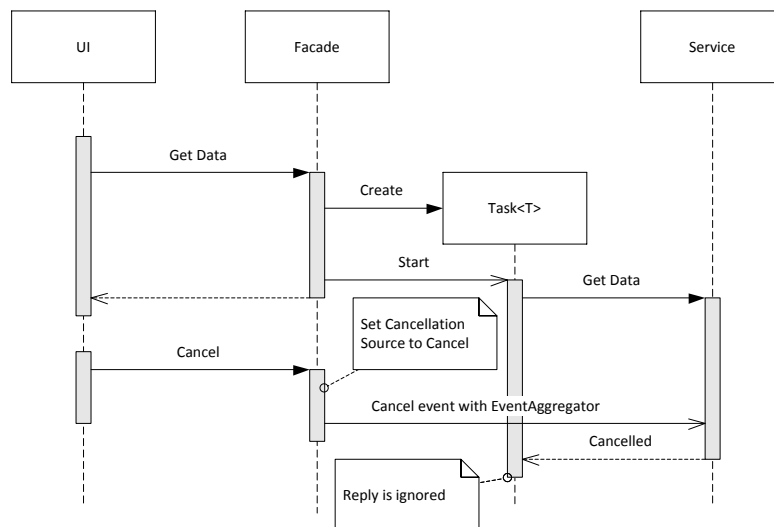 UI
Facade
Service
Get Data
Create
Task<T>
Start
Get Data
Set Cancellation
Source to Cancel
Cancel
Cancel event with EventAggregator
Cancelled
Reply is ignored